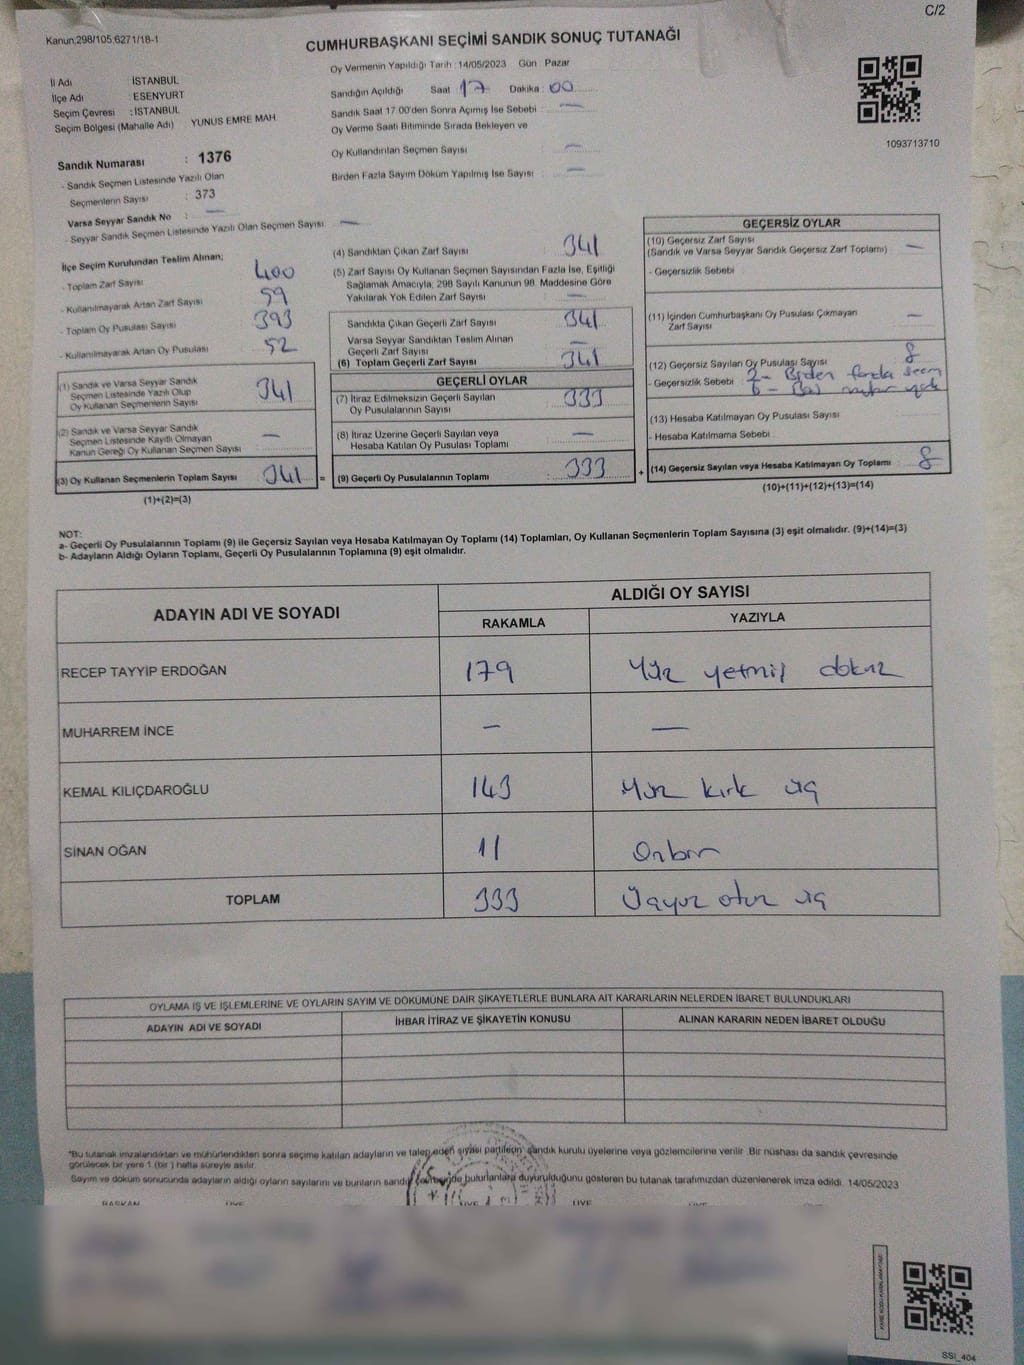 C/2
Kanun;298/105;6271/18-1
CUMHURBAŞKANI SEÇİMİ SANDIK SONUÇ TUTANAĞI
İl Adı : İSTANBUL
İlçe Adı : ESENYURT
Seçim Çevresi : İSTANBUL
Seçim Bölgesi (Mahalle Adı) YUNUS EMRE MAH.
Sandık Numarası : 1376
- Sandık Seçmen Listesinde Yazılı Olan
Seçmenlerin Sayısı : 373
Varsa Seyyar Sandık No : —
- Seyyar Sandık Seçmen Listesinde Yazılı Olan Seçmen Sayısı : —
Oy Vermenin Yapıldığı Tarih :14/05/2023 Gün : Pazar
Sandığın Açıldığı Saat 17 Dakika : 00
Sandık Saat 17.00'den Sonra Açımış İse Sebebi : —
Oy Verme Saati Bitiminde Sırada Bekleyen ve
Oy Kullandırılan Seçmen Sayısı : —
Birden Fazla Sayım Döküm Yapılmış İse Sayısı : —
1093713710
İlçe Seçim Kurulundan Teslim Alınan;
- Toplam Zarf Sayısı : 400
- Kullanılmayarak Artan Zarf Sayısı : 59
- Toplam Oy Pusulası Sayısı : 393
- Kullanılmayarak Artan Oy Pusulası : 52
(1) Sandık ve Varsa Seyyar Sandık
Seçmen Listesinde Yazılı Olup
Oy Kullanan Seçmenlerin Sayısı : 341
(2) Sandık ve Varsa Seyyar Sandık
Seçmen Listesinde Kayıtlı Olmayan
Kanun Gereği Oy Kullanan Seçmen Sayısı : —
(3) Oy Kullanan Seçmenlerin Toplam Sayısı : 341 =
(1)+(2)=(3)
(4) Sandıktan Çıkan Zarf Sayısı : 341
(5) Zarf Sayısı Oy Kullanan Seçmen Sayısından Fazla İse, Eşitliği
Sağlamak Amacıyla, 298 Sayılı Kanunun 98. Maddesine Göre
Yakılarak Yok Edilen Zarf Sayısı : —
Sandıkta Çıkan Geçerli Zarf Sayısı : 341
Varsa Seyyar Sandıktan Teslim Alınan
Geçerli Zarf Sayısı : —
(6) Toplam Geçerli Zarf Sayısı : 341
GEÇERLİ OYLAR
(7) İtiraz Edilmeksizin Geçerli Sayılan
Oy Pusulalarının Sayısı : 333
(8) İtiraz Üzerine Geçerli Sayılan veya
Hesaba Katılan Oy Pusulası Toplamı : —
(9) Geçerli Oy Pusulalarının Toplamı : 333 +
GEÇERSİZ OYLAR
(10) Geçersiz Zarf Sayısı
(Sandık ve Varsa Seyyar Sandık Geçersiz Zarf Toplamı) : —
- Geçersizlik Sebebi :
(11) İçinden Cumhurbaşkanı Oy Pusulası Çıkmayan
Zarf Sayısı : —
(12) Geçersiz Sayılan Oy Pusulası Sayısı : 8
- Geçersizlik Sebebi : 2- Birden fazla
6 -
(13) Hesaba Katılmayan Oy Pusulası Sayısı :
- Hesaba Katılmama Sebebi :
(14) Geçersiz Sayılan veya Hesaba Katılmayan Oy Toplamı : 8
(10)+(11)+(12)+(13)=(14)
NOT:
a- Geçerli Oy Pusulalarının Toplamı (9) ile Geçersiz Sayılan veya Hesaba Katılmayan Oy Toplamı (14) Toplamları, Oy Kullanan Seçmenlerin Toplam Sayısına (3) eşit olmalıdır. (9)+(14)=(3)
b- Adayların Aldığı Oyların Toplamı, Geçerli Oy Pusulalarının Toplamına (9) eşit olmalıdır.
ADAYIN ADI VE SOYADI
ALDIĞI OY SAYISI
RAKAMLA YAZIYLA
RECEP TAYYİP ERDOĞAN 179 Yüz yetmiş dokuz
MUHARREM İNCE — —
KEMAL KILIÇDAROĞLU 143 Yüz kırk üç
SİNAN OĞAN 11 Onbir
TOPLAM 333 Üçyüz otuz üç
OYLAMA İŞ VE İŞLEMLERİNE VE OYLARIN SAYIM VE DÖKÜMÜNE DAİR ŞİKAYETLERLE BUNLARA AİT KARARLARIN NELERDEN İBARET BULUNDUKLARI
ADAYIN ADI VE SOYADI İHBAR İTİRAZ VE ŞİKAYETİN KONUSU ALINAN KARARIN NEDEN İBARET OLDUĞU
"Bu tutanak imzalandıktan ve mühürlendikten sonra seçime katılan adayların ve talep eden siyasi partilerin sandık kurulu üyelerine veya gözlemcilerine verilir. Bir nüshası da sandık çevresinde
görülecek bir yere 1 (bir ) hafta süreyle asılır.
Sayım ve döküm sonucunda adayların aldığı oyların sayılarını ve bunların sandık çevresinde bulunanlara duyurulduğunu gösteren bu tutanak tarafımızdan düzenlenerek imza edildi. 14/05/2023
BAŞKAN ÜYE ÜYE ÜYE ÜYE
SSI_404